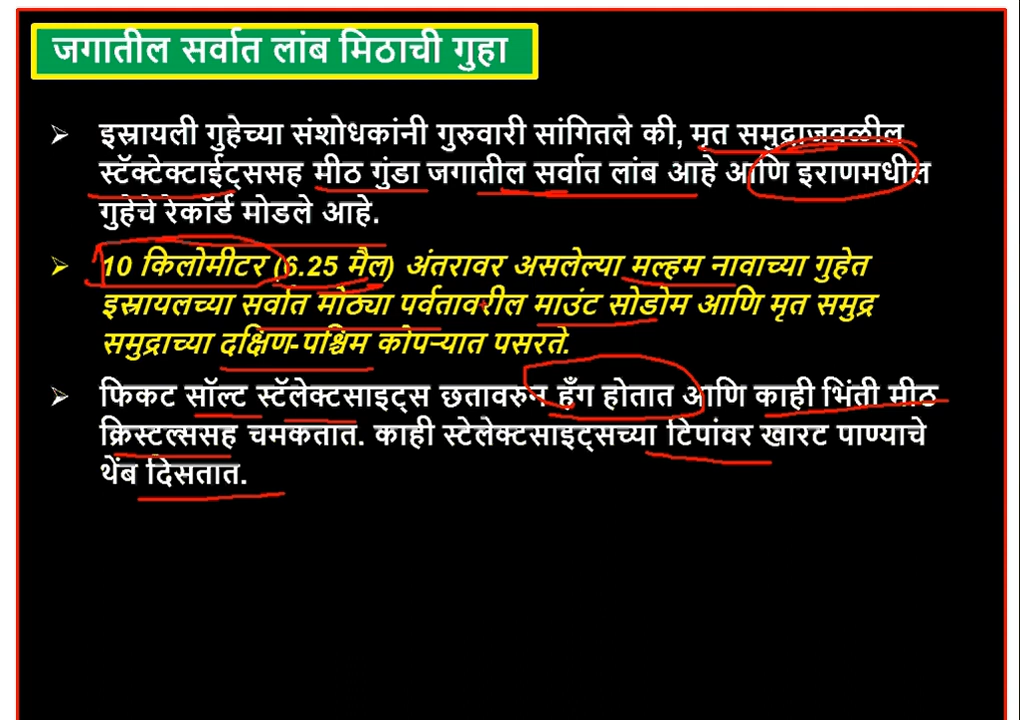 जगातील सर्वात लांब मिठाची गुहा
इस्रायली गुहेच्या संशोधकांनी गुरुवारी सांगितले की, मृत समुद्राजवळील
स्टॅक्टेक्टाईट्ससह मीठ गुंडा जगातील सर्वात लांब आहे आणि इराणमधील
गुहेचे रेकॉर्ड मोडले आहे.
10 किलोमीटर (6.25 मैल) अंतरावर असलेल्या मल्हम नावाच्या गुहेत
इस्रायलच्या सर्वात मोठ्या पर्वतावरील माउंट सोडोम आणि मृत समुद्र
समुद्राच्या दक्षिण-पश्चिम कोपऱ्यात पसरते.
फिकट सॉल्ट स्टॅलेक्टसाइट्स छतावरुन हँग होतात आणि काही भिंती मीठ
क्रिस्टल्ससह चमकतात. काही स्टेलेक्टसाइट्सच्या टिपांवर खारट पाण्याचे
थेंब दिसतात.